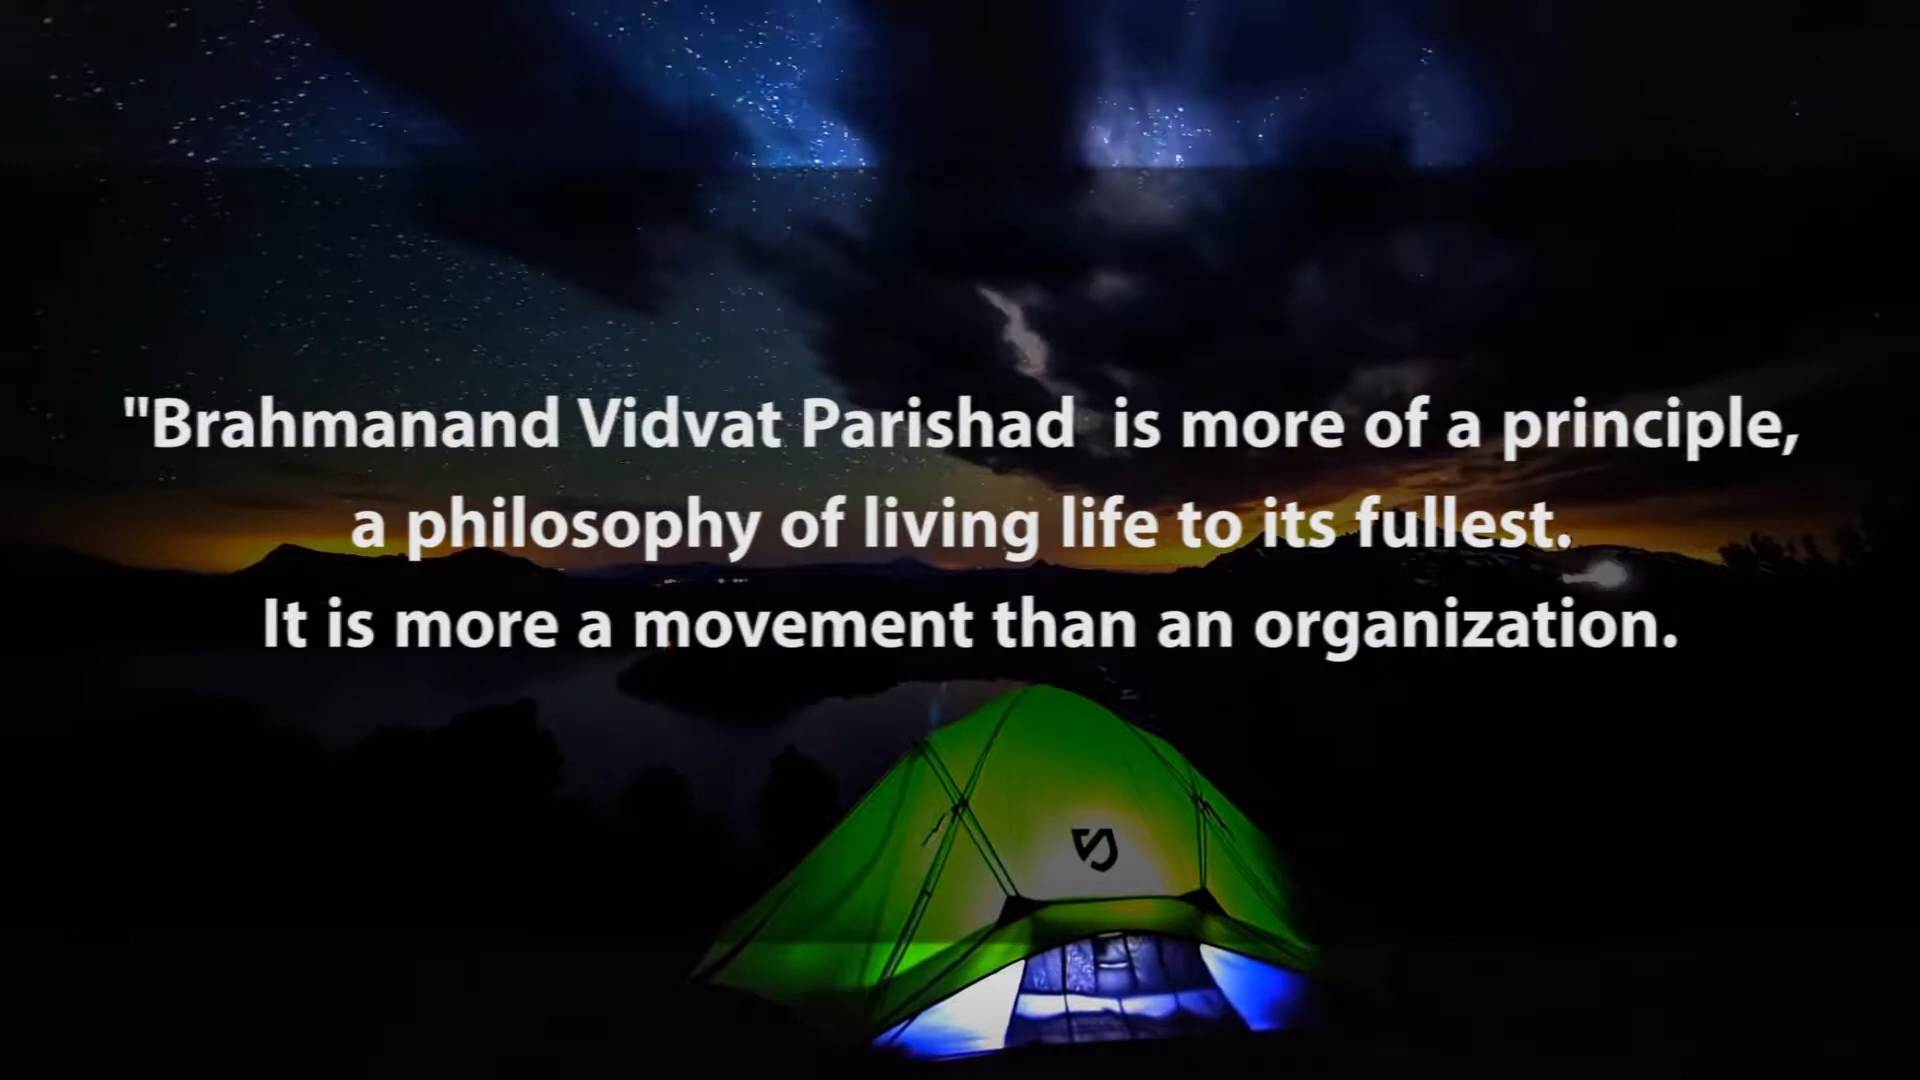 "Brahmanand Vidvat Parishad  is more of a principle,
a philosophy of living life to its fullest.
It is more a movement than an organization.